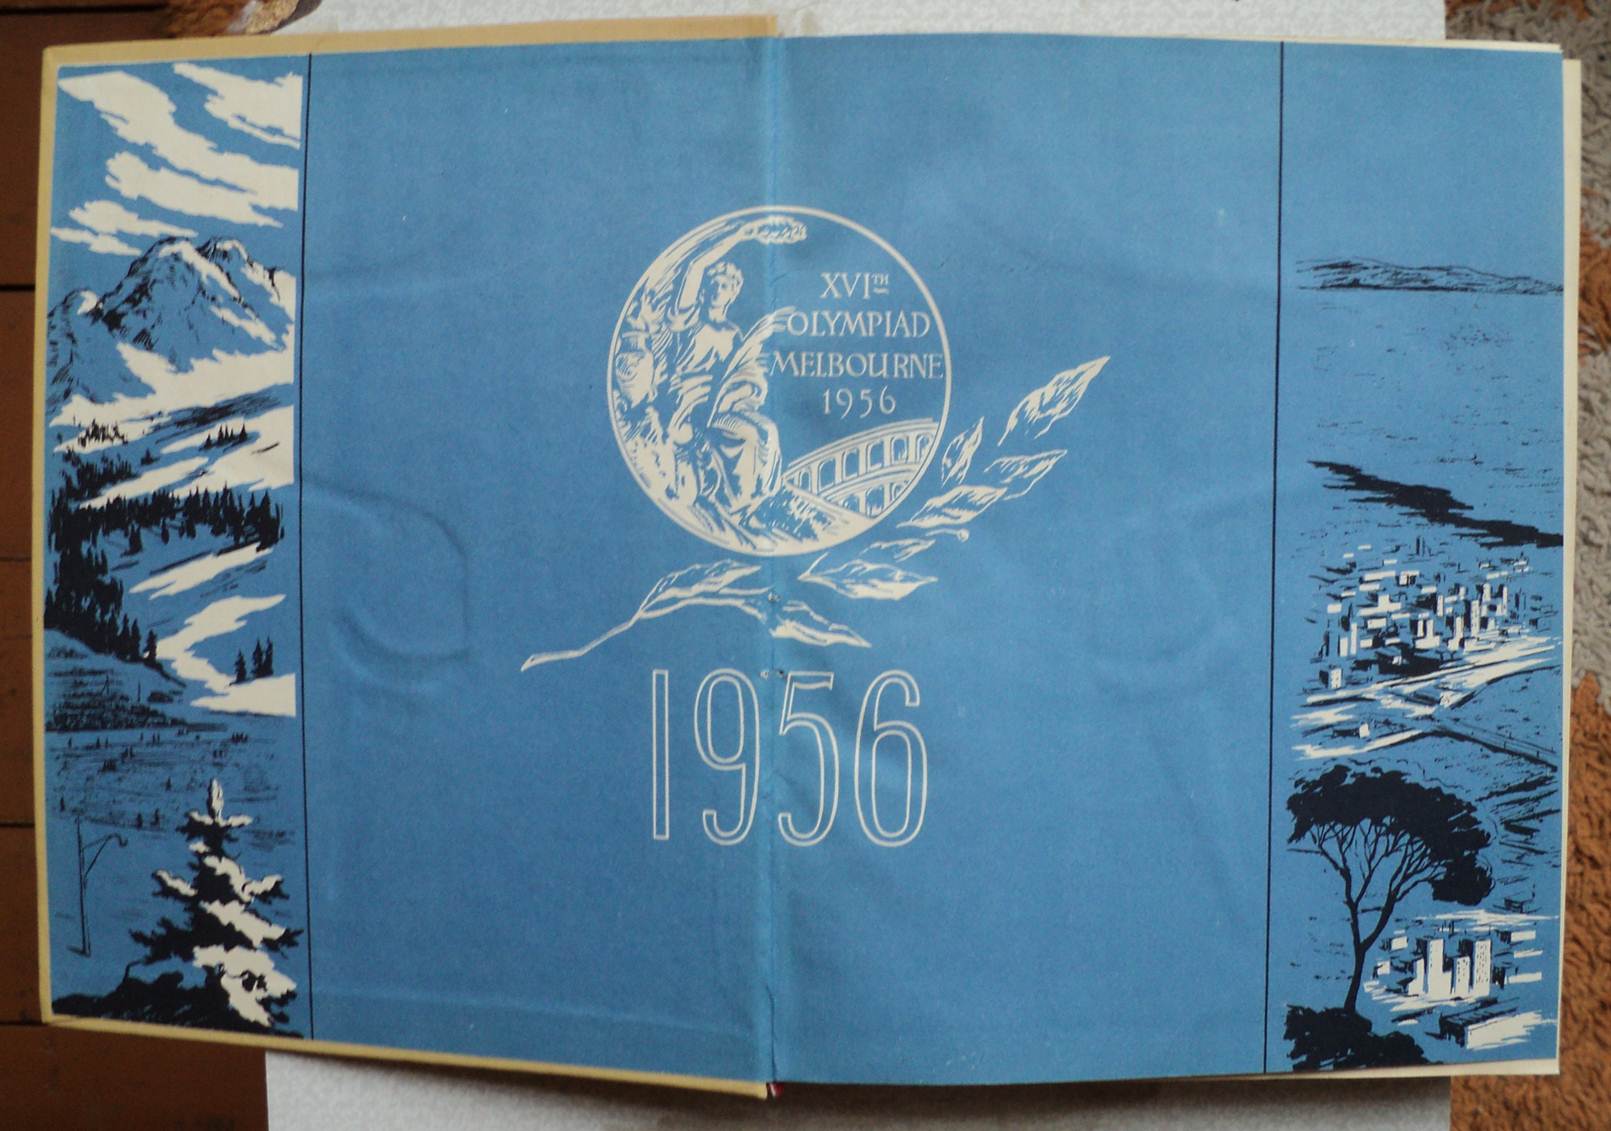 XVITH
OLYMPIAD
MELBOURNE
1956
1956